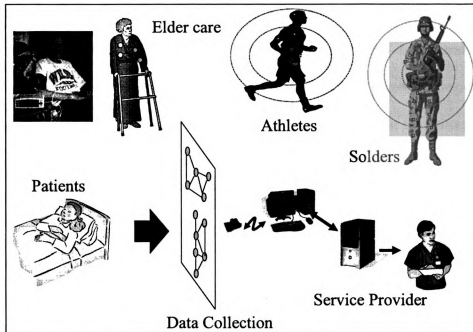 Elder care
Athletes
Solders
Patients
Service Provider
Data Collection